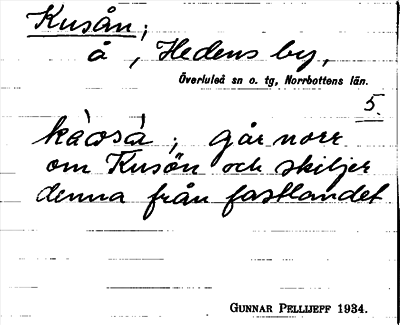 Kusån;
å, Hedens by,
Överluleå sn o. tg, Norrbottens län.
5.
går norr
om Kusön och skiljer
denna från fastlandet
GUNNAR PELLIJEFF 1934.